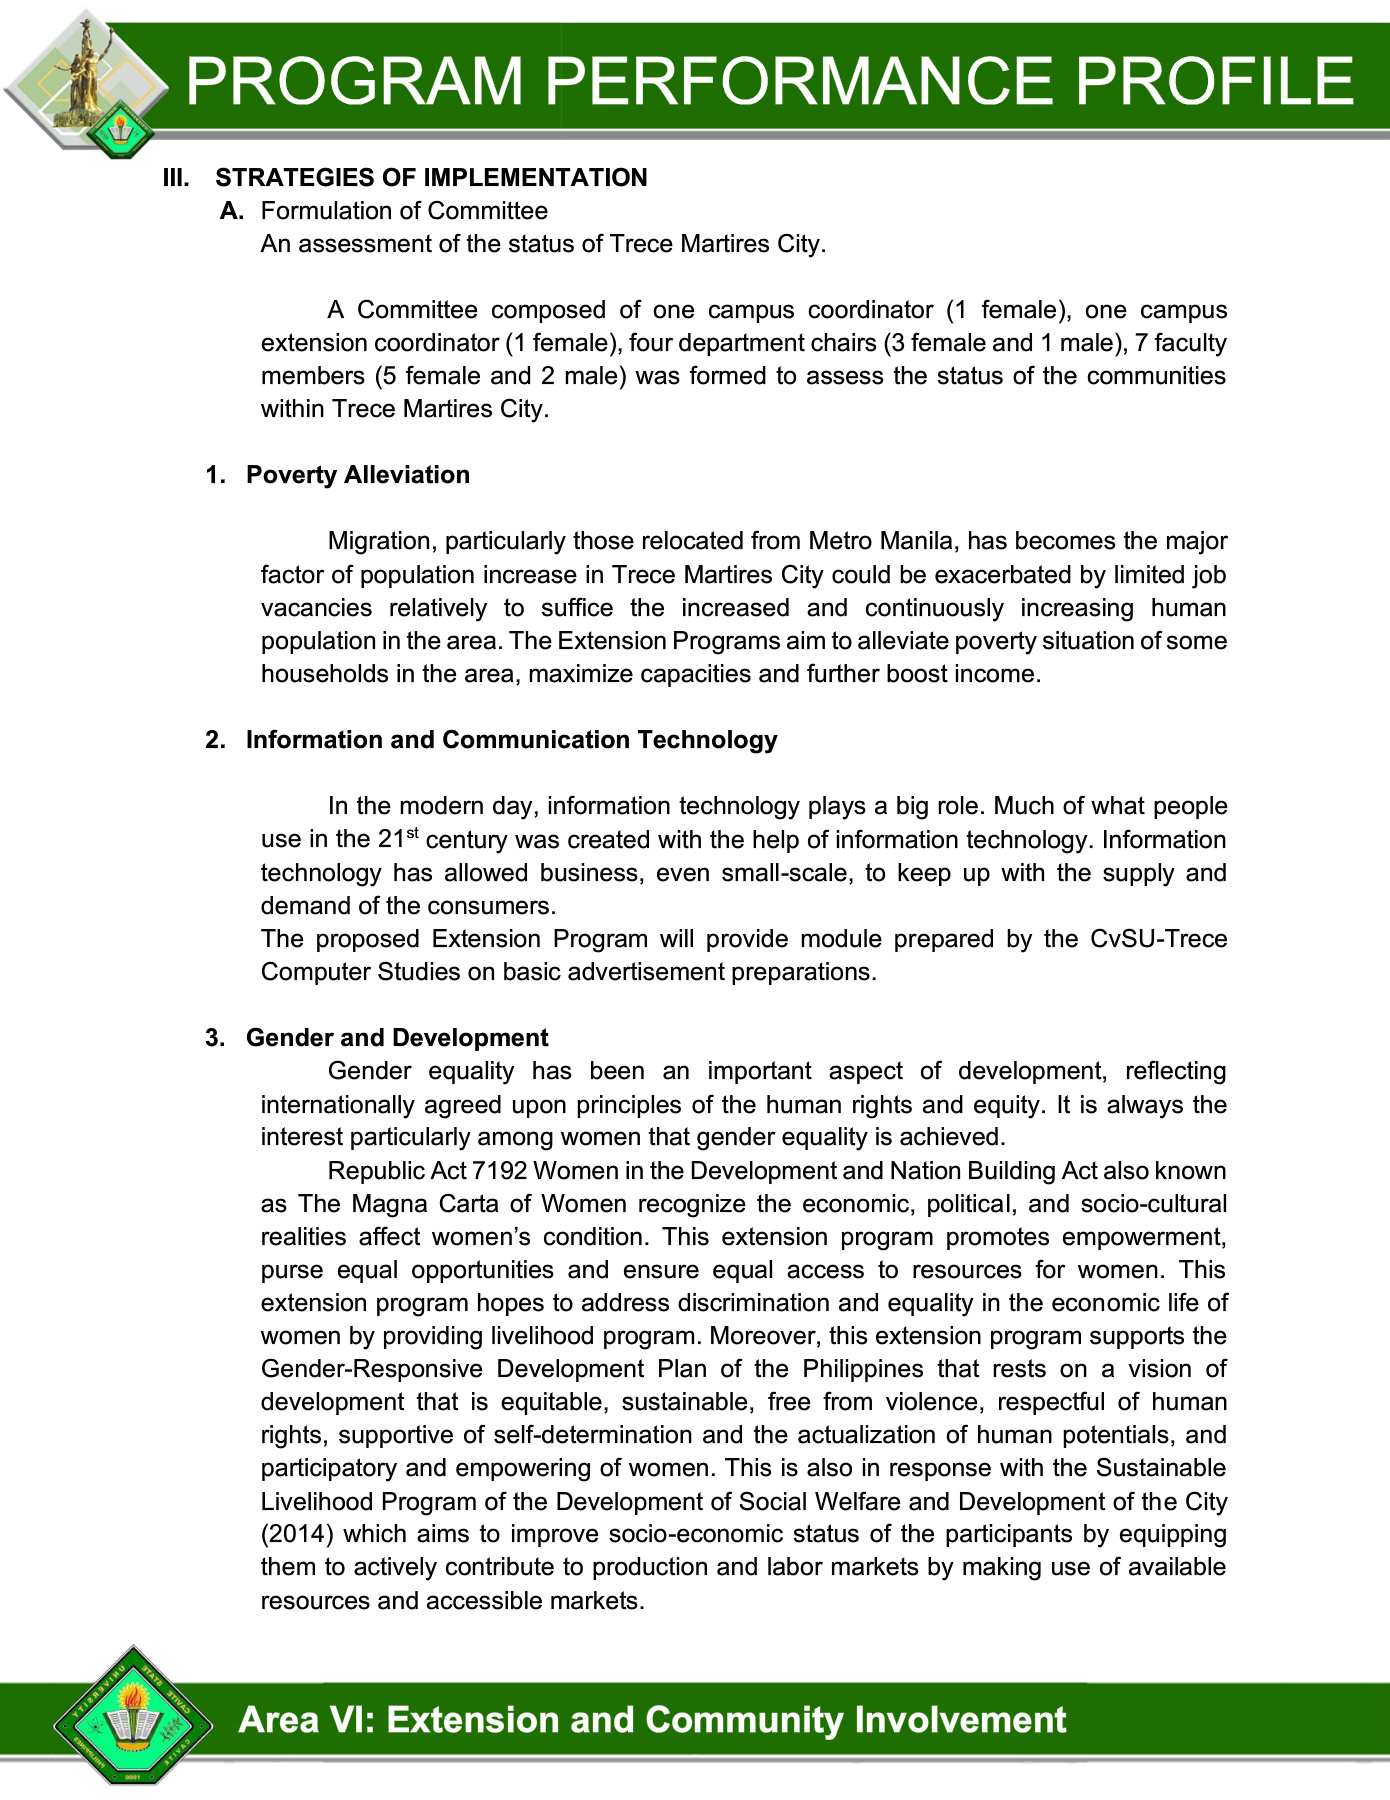 PROGRAM PERFORMANCE PROFILE
III. STRATEGIES OF IMPLEMENTATION
A. Formulation of Committee
An assessment of the status of Trece Martires City.
A Committee composed of one campus coordinator (1 female), one campus
extension coordinator (1 female), four department chairs (3 female and 1 male), 7 faculty
members (5 female and 2 male) was formed to assess the status of the communities
within Trece Martires City.
1. Poverty Alleviation
Migration, particularly those relocated from Metro Manila, has becomes the major
factor of population increase in Trece Martires City could be exacerbated by limited job
vacancies relatively to suffice the increased and continuously increasing human
population in the area. The Extension Programs aim to alleviate poverty situation of some
households in the area, maximize capacities and further boost income.
2. Information and Communication Technology
In the modern day, information technology plays a big role. Much of what people
use in the 21st century was created with the help of information technology. Information
technology has allowed business, even small-scale, to keep up with the supply and
demand of the consumers.
The proposed Extension Program will provide module prepared by the CvSU-Trece
Computer Studies on basic advertisement preparations.
3. Gender and Development
Gender equality has been an important aspect of development, reflecting
internationally agreed upon principles of the human rights and equity. It is always the
interest particularly among women that gender equality is achieved.
Republic Act 7192 Women in the Development and Nation Building Act also known
as The Magna Carta of Women recognize the economic, political, and socio-cultural
realities affect women’s condition. This extension program promotes empowerment,
purse equal opportunities and ensure equal access to resources for women. This
extension program hopes to address discrimination and equality in the economic life of
women by providing livelihood program. Moreover, this extension program supports the
Gender-Responsive Development Plan of the Philippines that rests on a vision of
development that is equitable, sustainable, free from violence, respectful of human
rights, supportive of self-determination and the actualization of human potentials, and
participatory and empowering of women. This is also in response with the Sustainable
Livelihood Program of the Development of Social Welfare and Development of the City
(2014) which aims to improve socio-economic status of the participants by equipping
them to actively contribute to production and labor markets by making use of available
resources and accessible markets.
CAVITE STATE UNIVERSITY
CAVITE PHILIPPINES
Area VI: Extension and Community Involvement